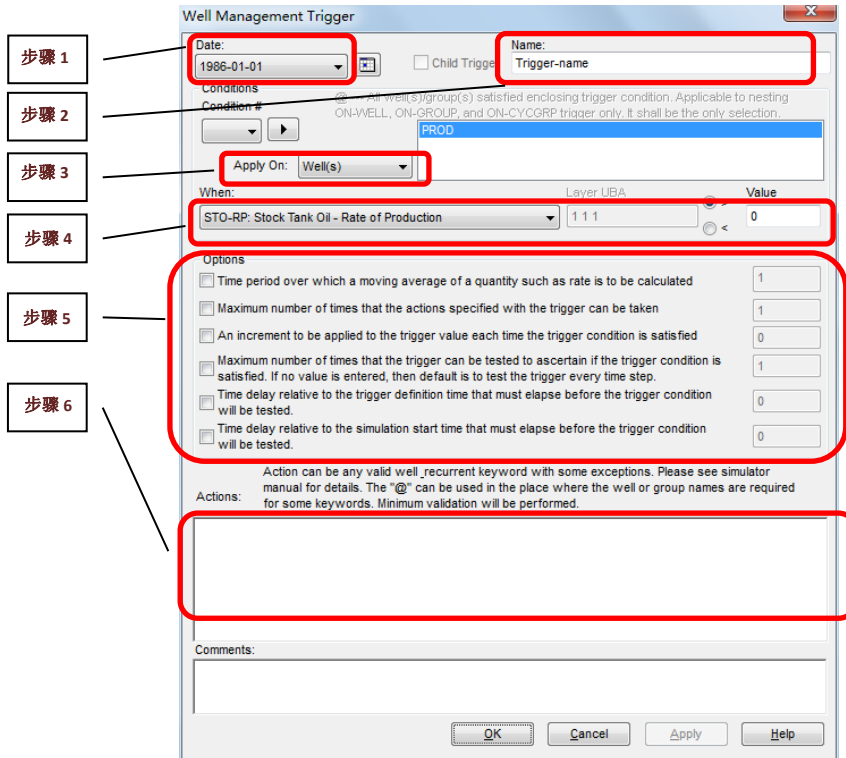 Well Management Trigger
步骤 1
步骤 2
步骤 3
步骤 4
步骤 5
步骤 6
Date:
1986-01-01
Child Trigge
Name:
Trigger-name
Conditions
Condition #
@ --- All well(s)/group(s) satisfied enclosing trigger condition. Applicable to nesting
ON-WELL, ON-GROUP, and ON-CYCGRP trigger only. It shall be the only selection.
PROD
Apply On:
Well(s)
When:
Layer UBA
Value
STO-RP: Stock Tank Oil - Rate of Production
1 1 1
>
<
0
Options
Time period over which a moving average of a quantity such as rate is to be calculated
1
Maximum number of times that the actions specified with the trigger can be taken
1
An increment to be applied to the trigger value each time the trigger condition is satisfied
0
Maximum number of times that the trigger can be tested to ascertain if the trigger condition is
satisfied. If no value is entered, then default is to test the trigger every time step.
1
Time delay relative to the trigger definition time that must elapse before the trigger condition
will be tested.
0
Time delay relative to the simulation start time that must elapse before the trigger condition
will be tested.
0
Actions:
Action can be any valid well_recurrent keyword with some exceptions. Please see simulator
manual for details. The "@" can be used in the place where the well or group names are required
for some keywords. Minimum validation will be performed.
Comments:
OK
Cancel
Apply
Help